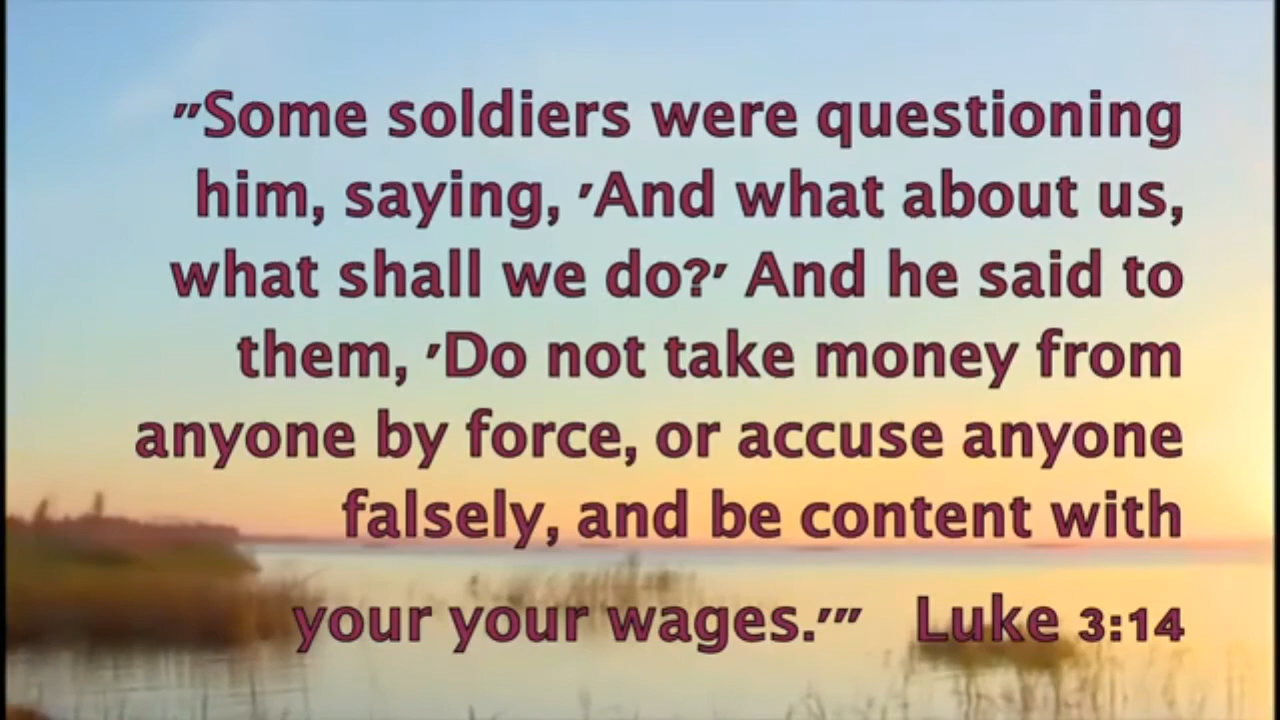 "Some soldiers were questioning
him, saying, 'And what about us,
what shall we do?' And he said to
them, 'Do not take money from
anyone by force, or accuse anyone
falsely, and be content with
your your wages.'" Luke 3:14